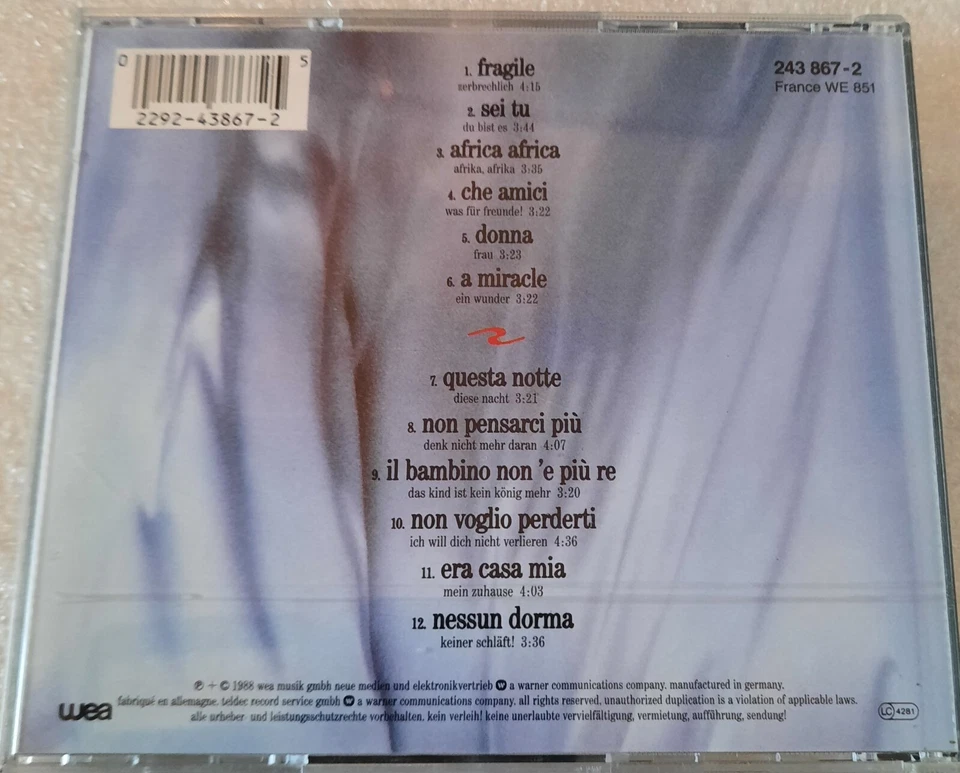 0 5
2292-43867-2
243 867-2
France WE 851
1. fragile
zerbrechlich 4:15
2. sei tu
du bist es 3:44
3. africa africa
afrika, afrika 3:35
4. che amici
was für freunde! 3:22
5. donna
frau 3:23
6. a miracle
ein wunder 3:22
7. questa notte
diese nacht 3:21
8. non pensarci più
denk nicht mehr daran 4:07
9. il bambino non 'e più re
das kind ist kein könig mehr 3:20
10. non voglio perderti
ich will dich nicht verlieren 4:36
11. era casa mia
mein zuhause 4:03
12. nessun dorma
keiner schläft! 3:36
℗ + © 1988 wea musik gmbh neue medien und elektronikvertrieb W a warner communications company. manufactured in germany.
fabriqué en allemagne. teldec record service gmbh W a warner communications company. all rights reserved. unauthorized duplication is a violation of applicable laws.
alle urheber- und leistungsschutzrechte vorbehalten. kein verleih! keine unerlaubte vervielfältigung, vermietung, aufführung, sendung!
wea
LC 4281